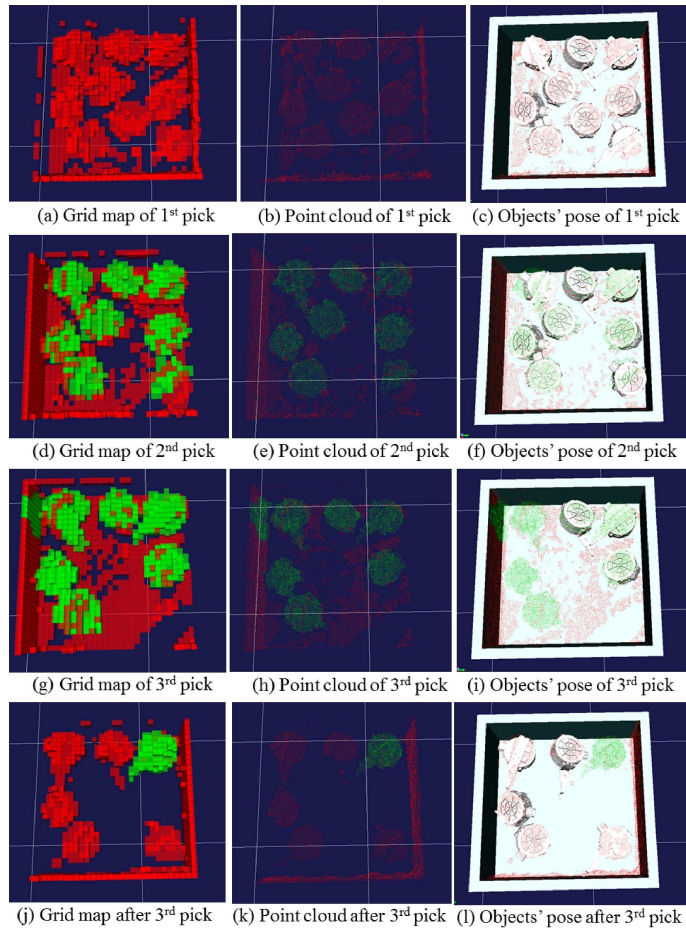 (a) Grid map of 1st pick (b) Point cloud of 1st pick (c) Objects’ pose of 1st pick
(d) Grid map of 2nd pick (e) Point cloud of 2nd pick (f) Objects’ pose of 2nd pick
(g) Grid map of 3rd pick (h) Point cloud of 3rd pick (i) Objects’ pose of 3rd pick
(j) Grid map after 3rd pick (k) Point cloud after 3rd pick (l) Objects’ pose after 3rd pick